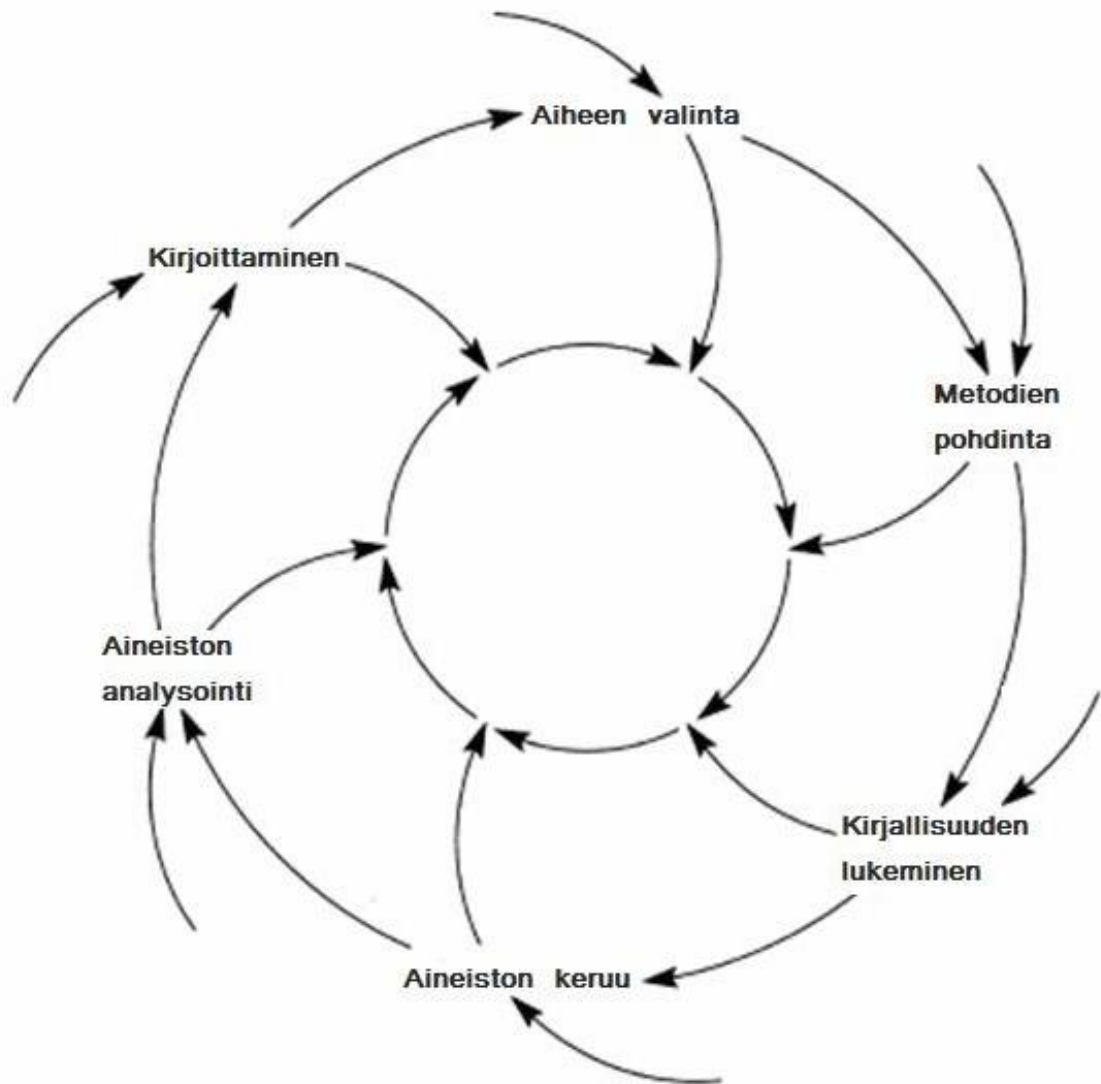 Aiheen valinta
Kirjoittaminen
Metodien
pohdinta
Aineiston
analysointi
Kirjallisuuden
lukeminen
Aineiston keruu